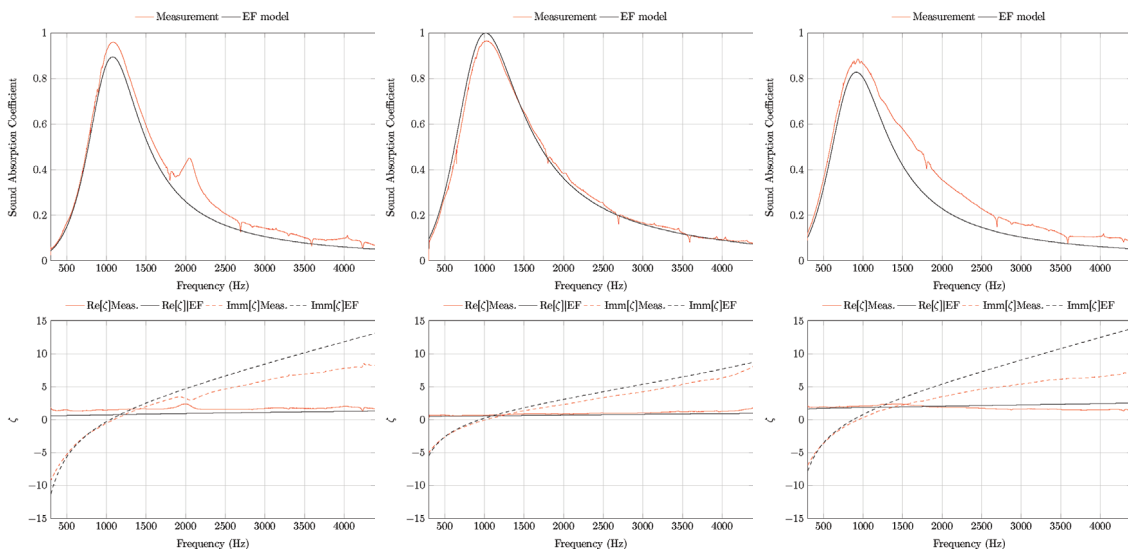 Measurement EF model
Sound Absorption Coefficient
1
0.8
0.6
0.4
0.2
0
500 1000 1500 2000 2500 3000 3500 4000
Frequency (Hz)
Measurement EF model
Sound Absorption Coefficient
1
0.8
0.6
0.4
0.2
0
500 1000 1500 2000 2500 3000 3500 4000
Frequency (Hz)
Measurement EF model
Sound Absorption Coefficient
1
0.8
0.6
0.4
0.2
0
500 1000 1500 2000 2500 3000 3500 4000
Frequency (Hz)
Re[ζ]Meas. Re[ζ]|EF Imm[ζ]Meas. Imm[ζ]EF
ζ
15
10
5
0
−5
−10
−15
500 1000 1500 2000 2500 3000 3500 4000
Frequency (Hz)
Re[ζ]Meas. Re[ζ]|EF Imm[ζ]Meas. Imm[ζ]EF
ζ
15
10
5
0
−5
−10
−15
500 1000 1500 2000 2500 3000 3500 4000
Frequency (Hz)
Re[ζ]Meas. Re[ζ]|EF Imm[ζ]Meas. Imm[ζ]EF
ζ
15
10
5
0
−5
−10
−15
500 1000 1500 2000 2500 3000 3500 4000
Frequency (Hz)